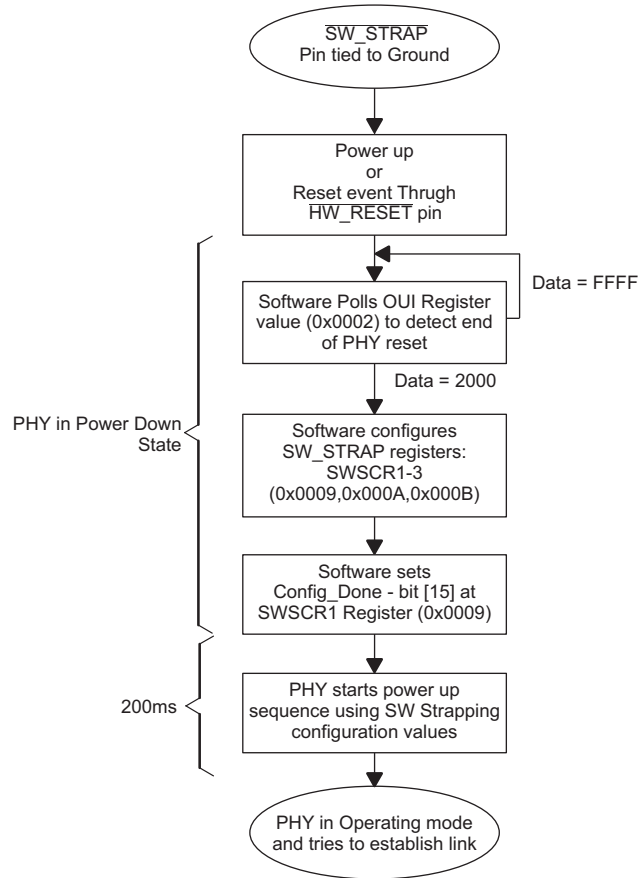 SW_STRAP
Pin tied to Ground
Power up
or
Reset event Thrugh
HW_RESET pin
Data = FFFF
Software Polls OUI Register
value (0x0002) to detect end
of PHY reset
Data = 2000
PHY in Power Down
State
Software configures
SW_STRAP registers:
SWSCR1-3
(0x0009,0x000A,0x000B)
Software sets
Config_Done - bit [15] at
SWSCR1 Register (0x0009)
200ms
PHY starts power up
sequence using SW Strapping
configuration values
PHY in Operating mode
and tries to establish link